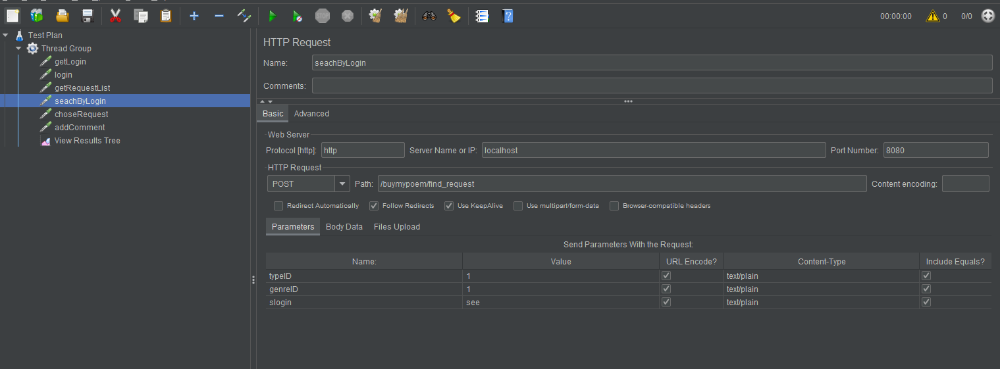 00:00:00 0 0/0
Test Plan
Thread Group
getLogin
login
getRequestList
seachByLogin
choseRequest
addComment
View Results Tree
HTTP Request
Name: seachByLogin
Comments:
Basic Advanced
Web Server
Protocol [http]: http Server Name or IP: localhost Port Number: 8080
HTTP Request
POST Path: /buymypoem/find_request Content encoding:
Redirect Automatically Follow Redirects Use KeepAlive Use multipart/form-data Browser-compatible headers
Parameters Body Data Files Upload
Send Parameters With the Request:
Name: Value URL Encode? Content-Type Include Equals?
typeID 1 text/plain
genreID 1 text/plain
slogin see text/plain